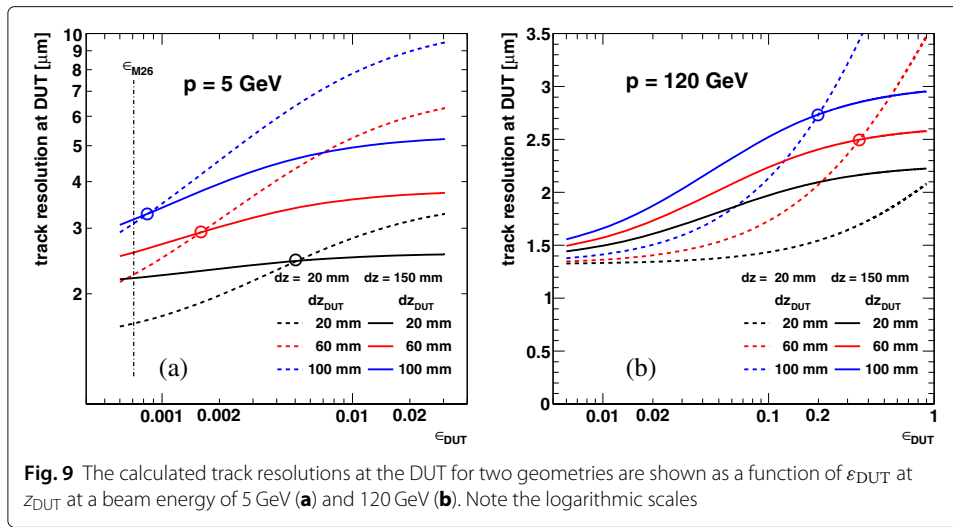 track resolution at DUT [μm]
10
9
8
7
6
5
4
3
2
∈M26
p = 5 GeV
dz = 20 mm dz = 150 mm
dzDUT dzDUT
20 mm 20 mm
60 mm 60 mm
100 mm 100 mm
(a)
0.001 0.002 0.01 0.02
∈DUT
track resolution at DUT [μm]
3.5
3
2.5
2
1.5
1
0.5
0
p = 120 GeV
dz = 20 mm dz = 150 mm
dzDUT dzDUT
20 mm 20 mm
60 mm 60 mm
100 mm 100 mm
(b)
0.01 0.02 0.1 0.2 1
∈DUT
Fig. 9 The calculated track resolutions at the DUT for two geometries are shown as a function of εDUT at
zDUT at a beam energy of 5 GeV (a) and 120 GeV (b). Note the logarithmic scales